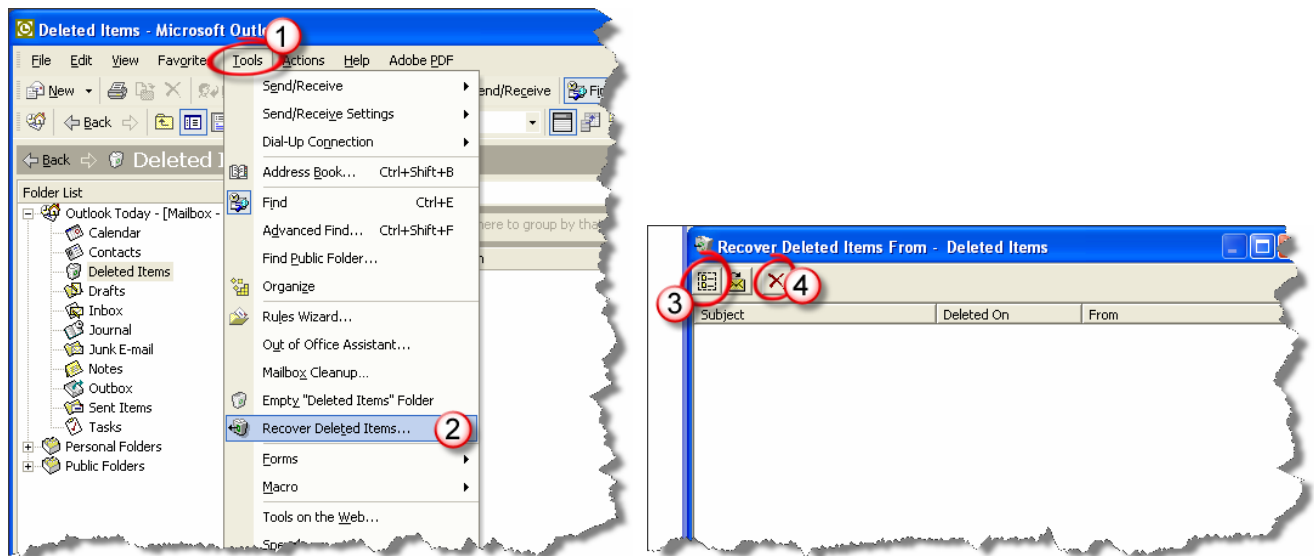 Deleted Items - Microsoft Outl
1
File Edit View Favorite Tools Actions Help Adobe PDF
New
end/Receive
Back
Back Deleted I
Folder List
Outlook Today - [Mailbox -
Calendar
Contacts
Deleted Items
Drafts
Inbox
Journal
Junk E-mail
Notes
Outbox
Sent Items
Tasks
Personal Folders
Public Folders
Send/Receive
Send/Receive Settings
Dial-Up Connection
Address Book... Ctrl+Shift+B
Find Ctrl+E
Advanced Find... Ctrl+Shift+F
Find Public Folder...
Organize
Rules Wizard...
Out of Office Assistant...
Mailbox Cleanup...
Empty "Deleted Items" Folder
Recover Deleted Items... 2
Forms
Macro
Tools on the Web...
here to group by tha
Recover Deleted Items From - Deleted Items
3 4
Subject Deleted On From